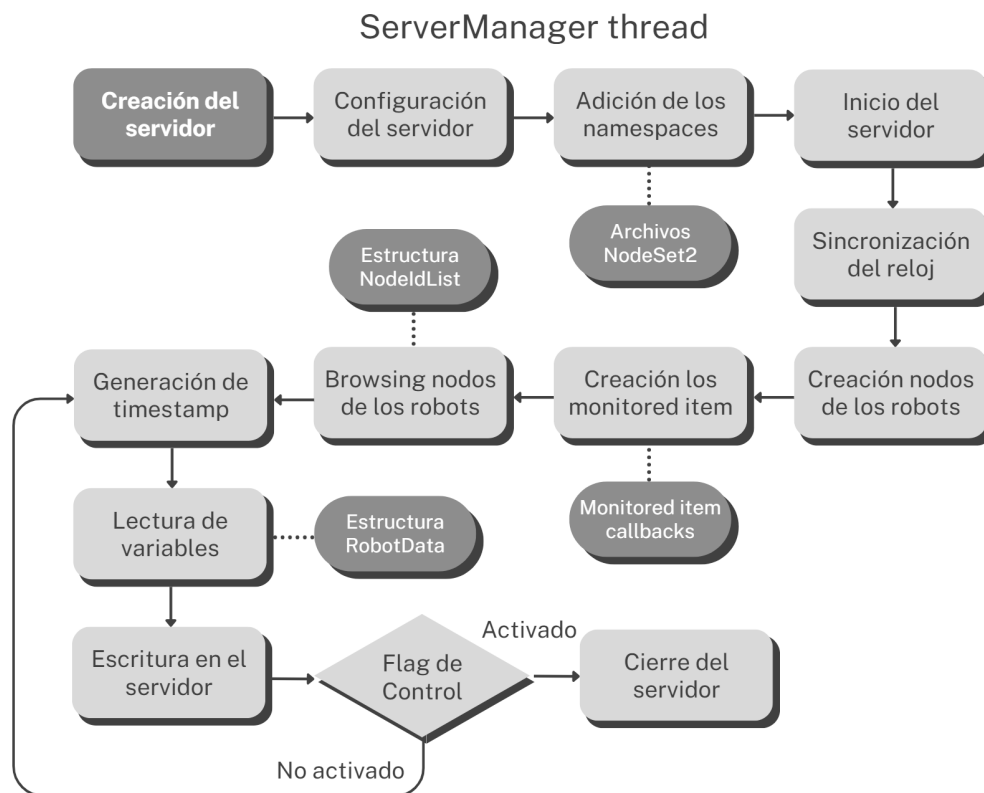 ServerManager thread
Creación del
servidor
Configuración
del servidor
Adición de los
namespaces
Inicio del
servidor
Archivos
NodeSet2
Sincronización
del reloj
Estructura
NodeIdList
Creación nodos
de los robots
Creación los
monitored item
Browsing nodos
de los robots
Generación de
timestamp
Monitored item
callbacks
Lectura de
variables
Estructura
RobotData
Escritura en el
servidor
Flag de
Control
Activado
Cierre del
servidor
No activado